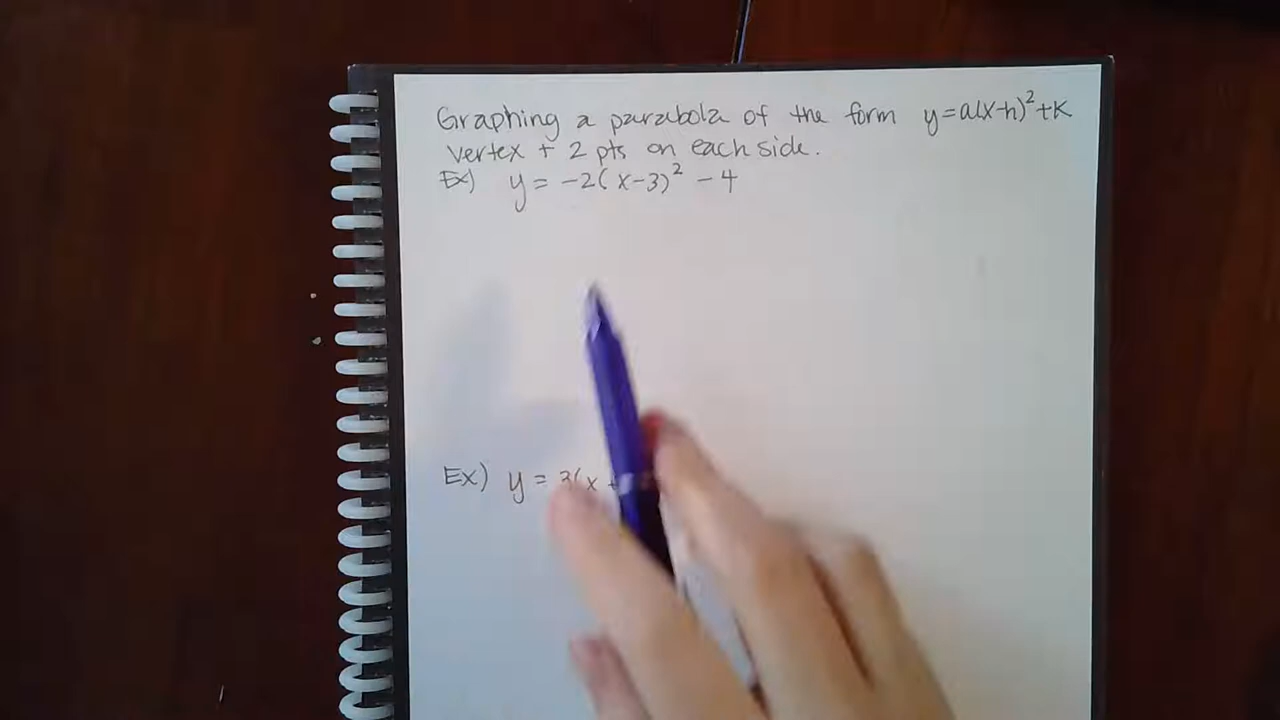 Graphing a parabola of the form y=a(x-h)²+k
vertex + 2 pts on each side.
Ex) y = -2(x-3)² - 4
Ex) y = 3(x +